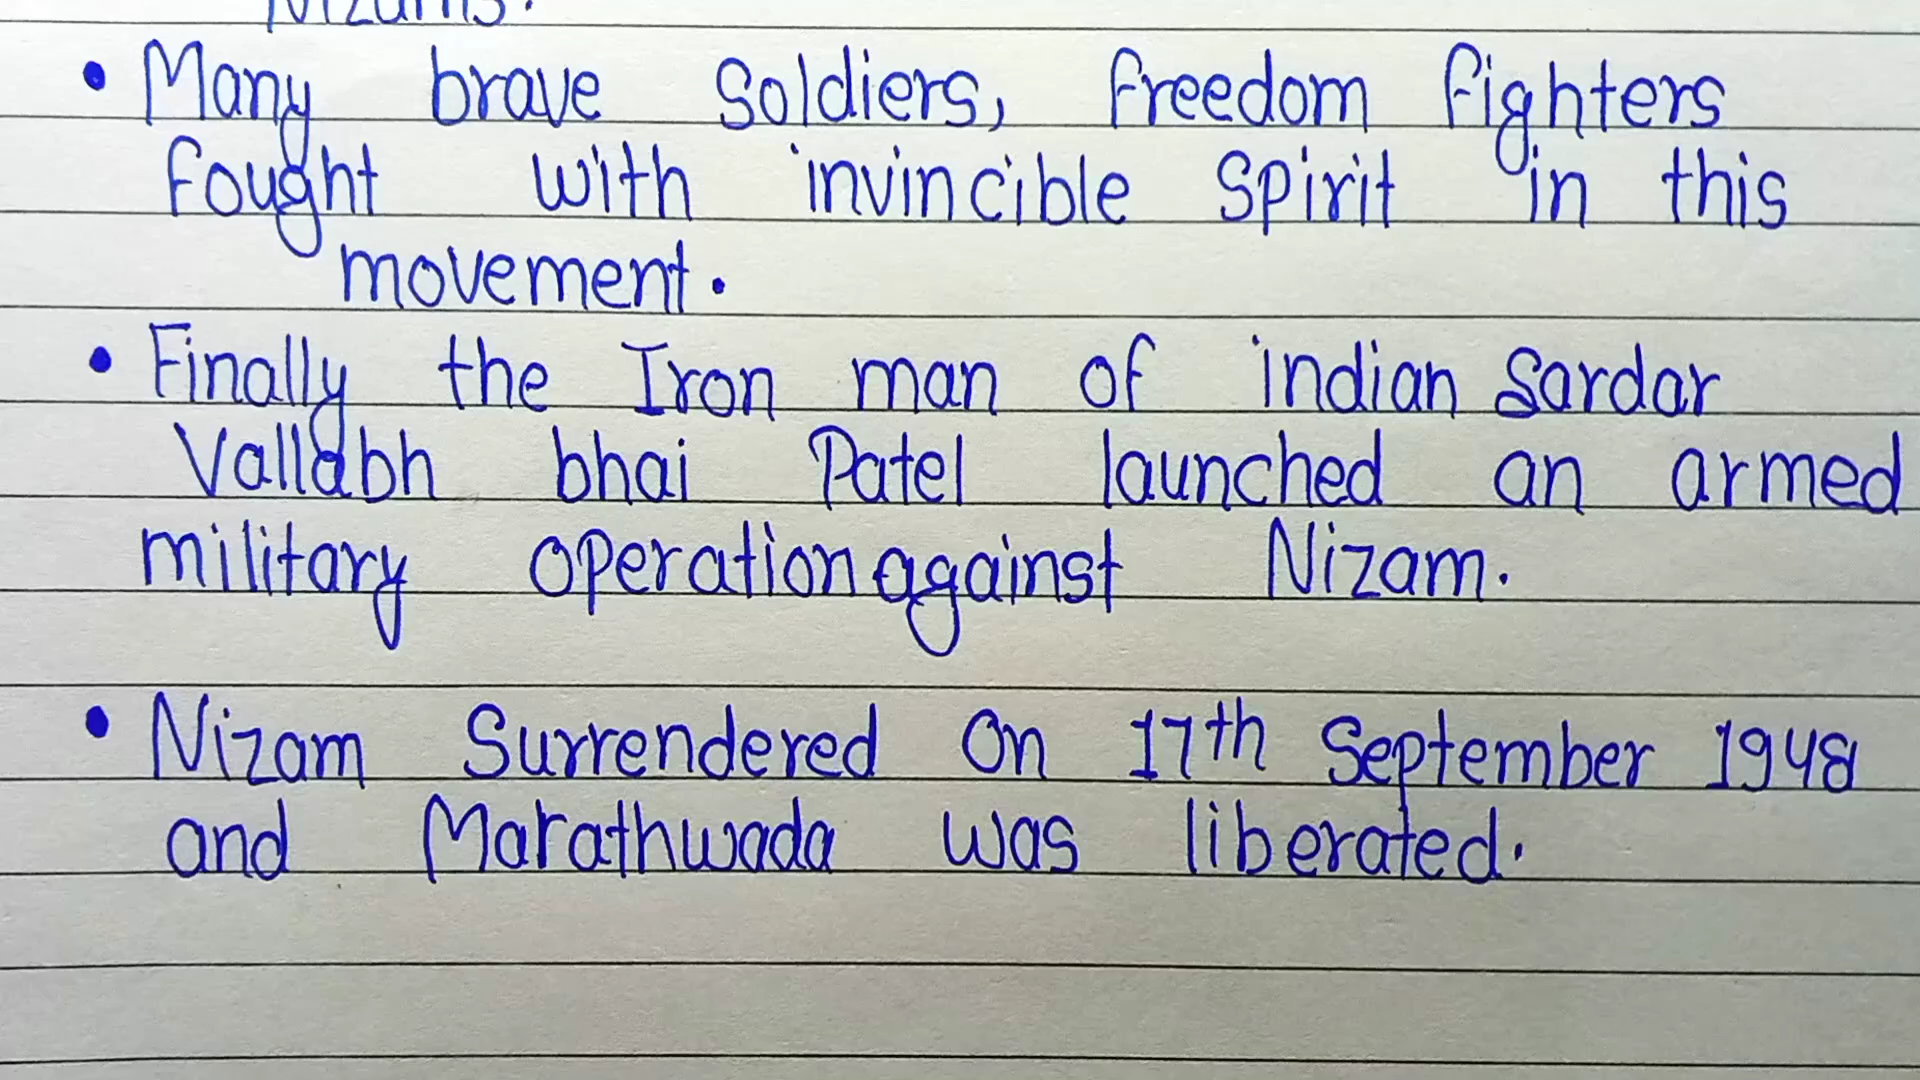 Nizams.
• Many brave Soldiers, freedom fighters
fought with invincible Spirit in this
movement.
• Finally the Iron man of indian Sardar
Vallabh bhai Patel launched an armed
military operation against Nizam.
• Nizam Surrendered On 17th September 1948
and Marathwada was liberated.